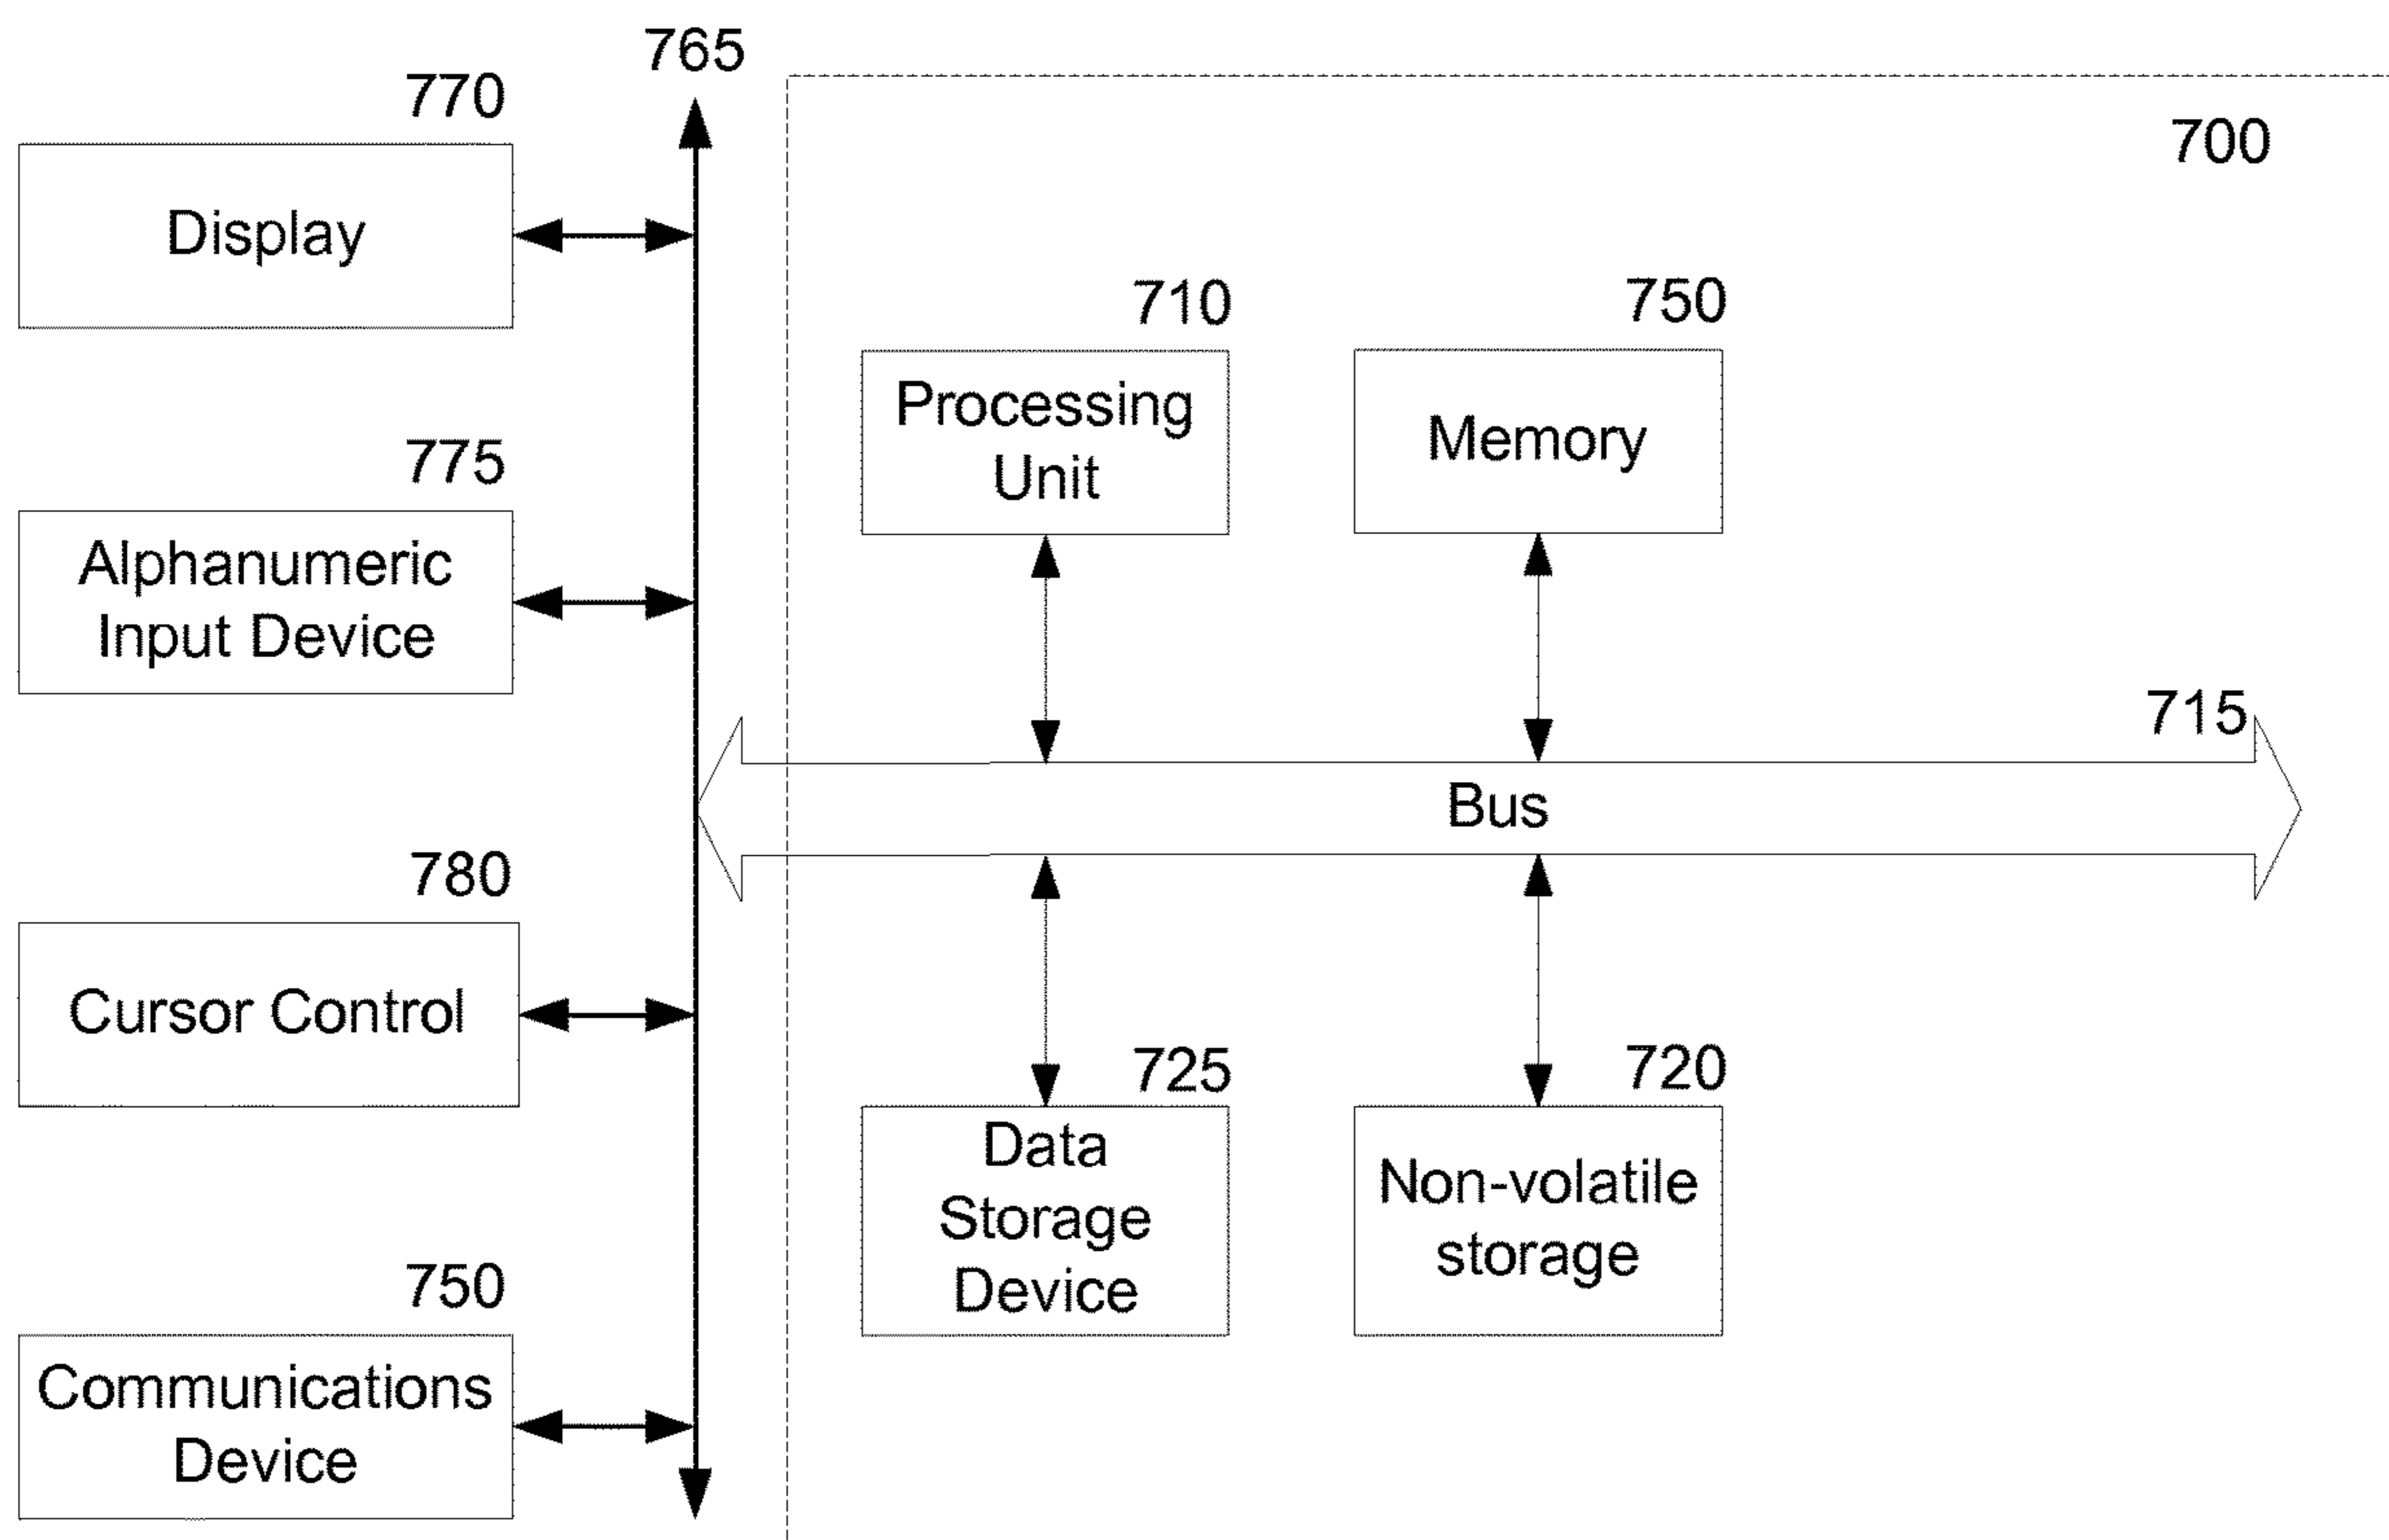 765
770
700
Display
710
750
Processing
Unit
Memory
775
Alphanumeric
Input Device
715
Bus
780
Cursor Control
725
720
Data
Storage
Device
Non-volatile
storage
750
Communications
Device